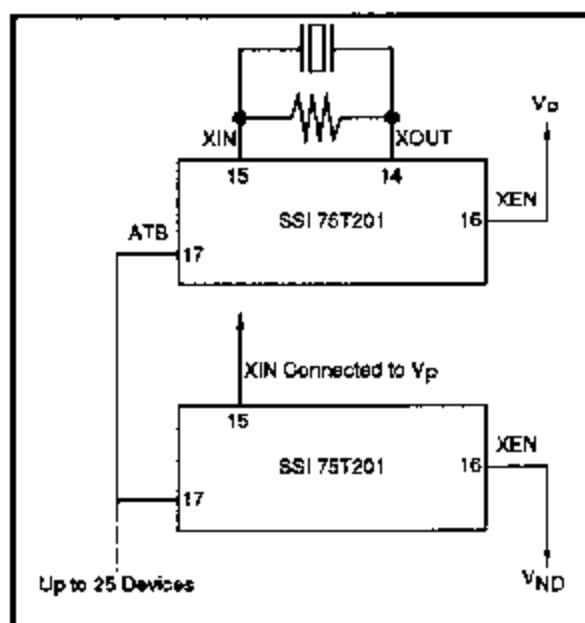 XIN
XOUT
VP
15
14
SSI 75T201
XEN
16
ATB
17
XIN Connected to VP
15
SSI 75T201
XEN
16
17
Up to 25 Devices
VND